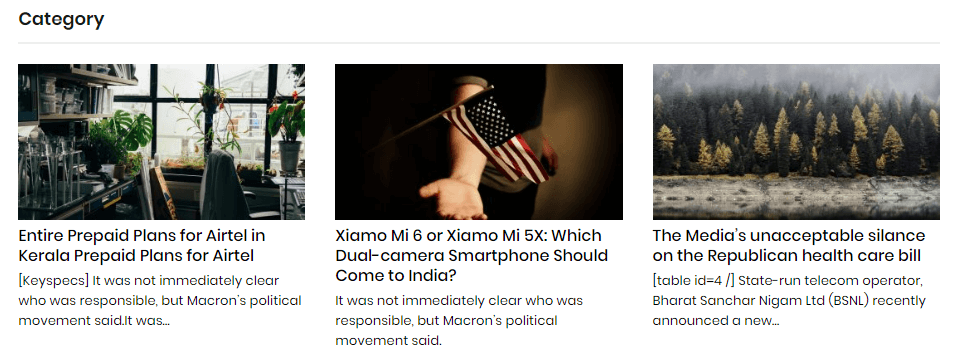 Category
Entire Prepaid Plans for Airtel in
Kerala Prepaid Plans for Airtel
[Keyspecs] It was not immediately clear
who was responsible, but Macron's political
movement said.It was...
Xiamo Mi 6 or Xiamo Mi 5X: Which
Dual-camera Smartphone Should
Come to India?
It was not immediately clear who was
responsible, but Macron's political
movement said.
The Media's unacceptable silance
on the Republican health care bill
[table id=4 /] State-run telecom operator,
Bharat Sanchar Nigam Ltd (BSNL) recently
announced a new...